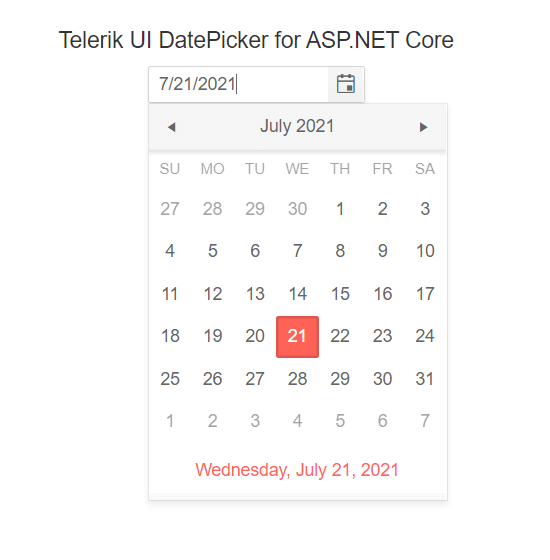 Telerik UI DatePicker for ASP.NET Core
7/21/2021
July 2021
SU MO TU WE TH FR SA
27 28 29 30 1 2 3
4 5 6 7 8 9 10
11 12 13 14 15 16 17
18 19 20 21 22 23 24
25 26 27 28 29 30 31
1 2 3 4 5 6 7
Wednesday, July 21, 2021